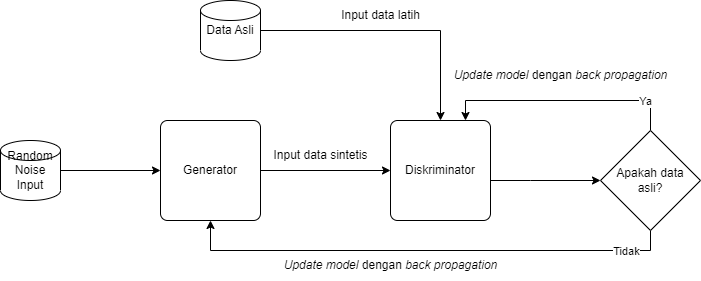 Input data latih
Data Asli
Update model dengan back propagation
Ya
Random
Noise
Input
Generator
Input data sintetis
Diskriminator
Apakah data
asli?
Tidak
Update model dengan back propagation